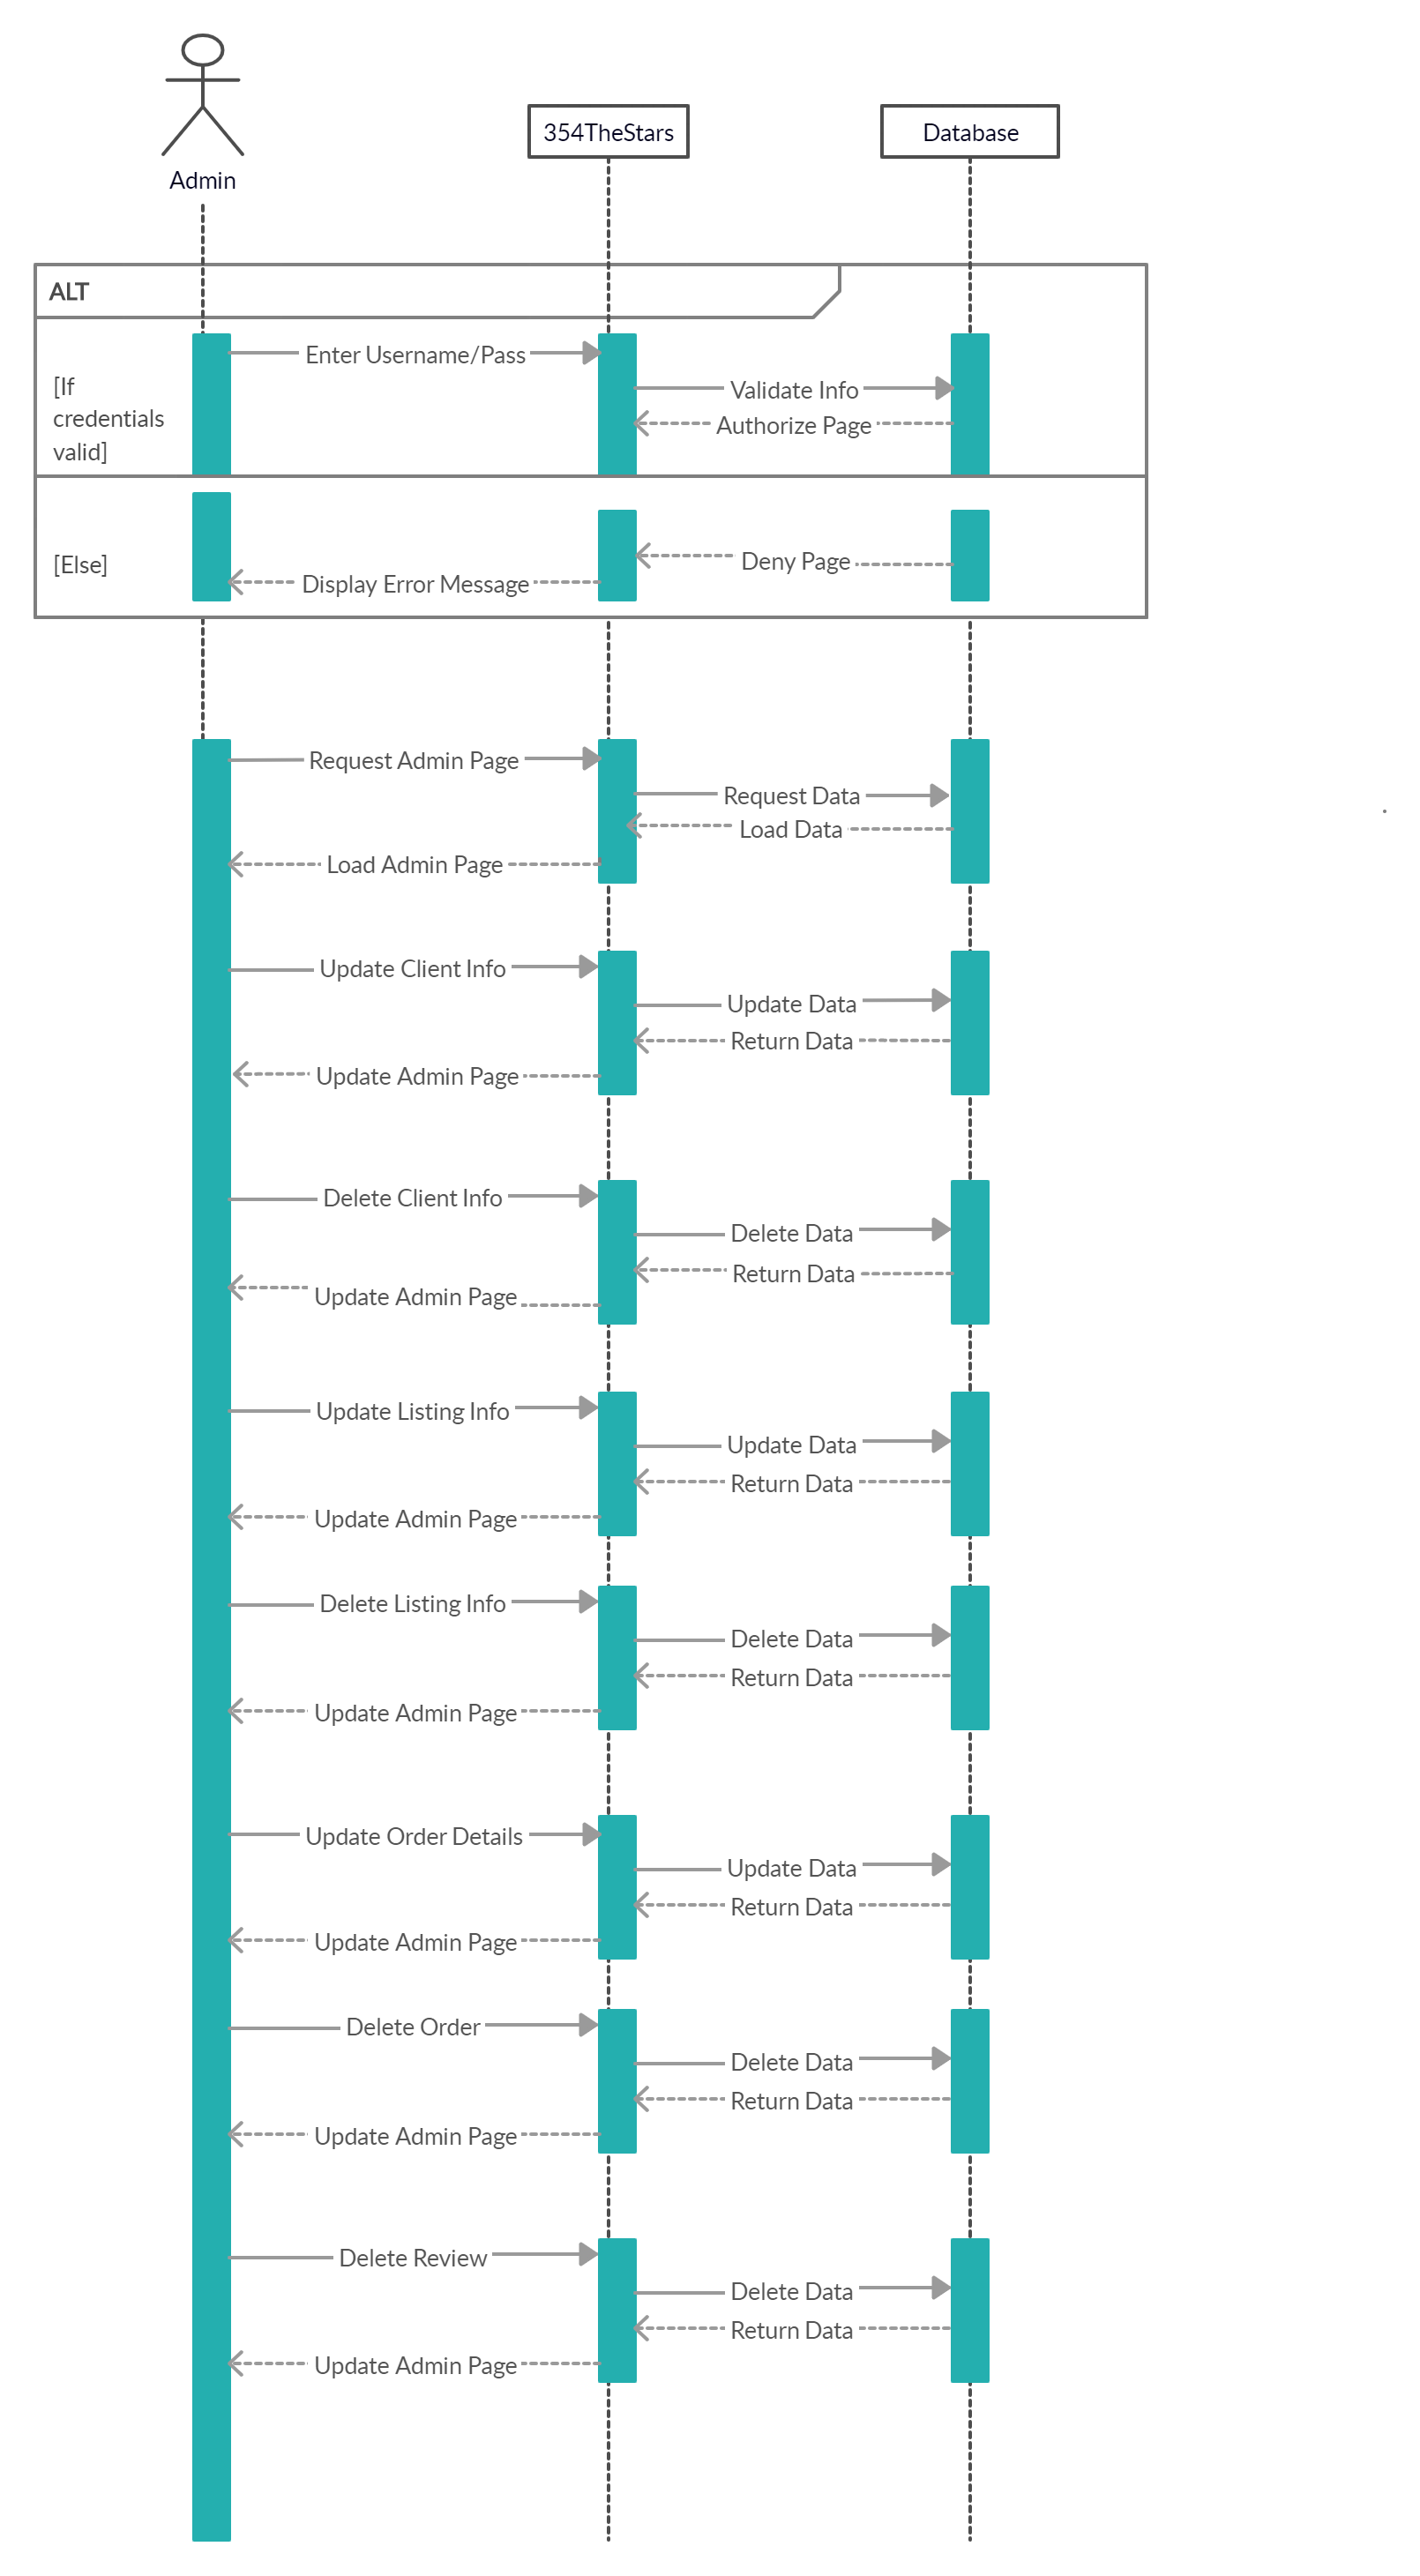 Admin
354TheStars
Database
ALT
Enter Username/Pass
[If
credentials
valid]
Validate Info
Authorize Page
[Else]
Deny Page
Display Error Message
Request Admin Page
Request Data
Load Data
Load Admin Page
Update Client Info
Update Data
Return Data
Update Admin Page
Delete Client Info
Delete Data
Return Data
Update Admin Page
Update Listing Info
Update Data
Return Data
Update Admin Page
Delete Listing Info
Delete Data
Return Data
Update Admin Page
Update Order Details
Update Data
Return Data
Update Admin Page
Delete Order
Delete Data
Return Data
Update Admin Page
Delete Review
Delete Data
Return Data
Update Admin Page